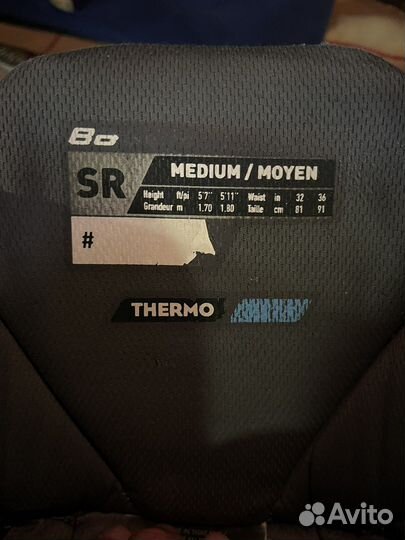 80
SR
MEDIUM / MOYEN
Height ft/pi 5'7" 5'11" Waist in 32 36
Grandeur m 1.70 1.80 Taille cm 81 91
#
THERMO
Avito